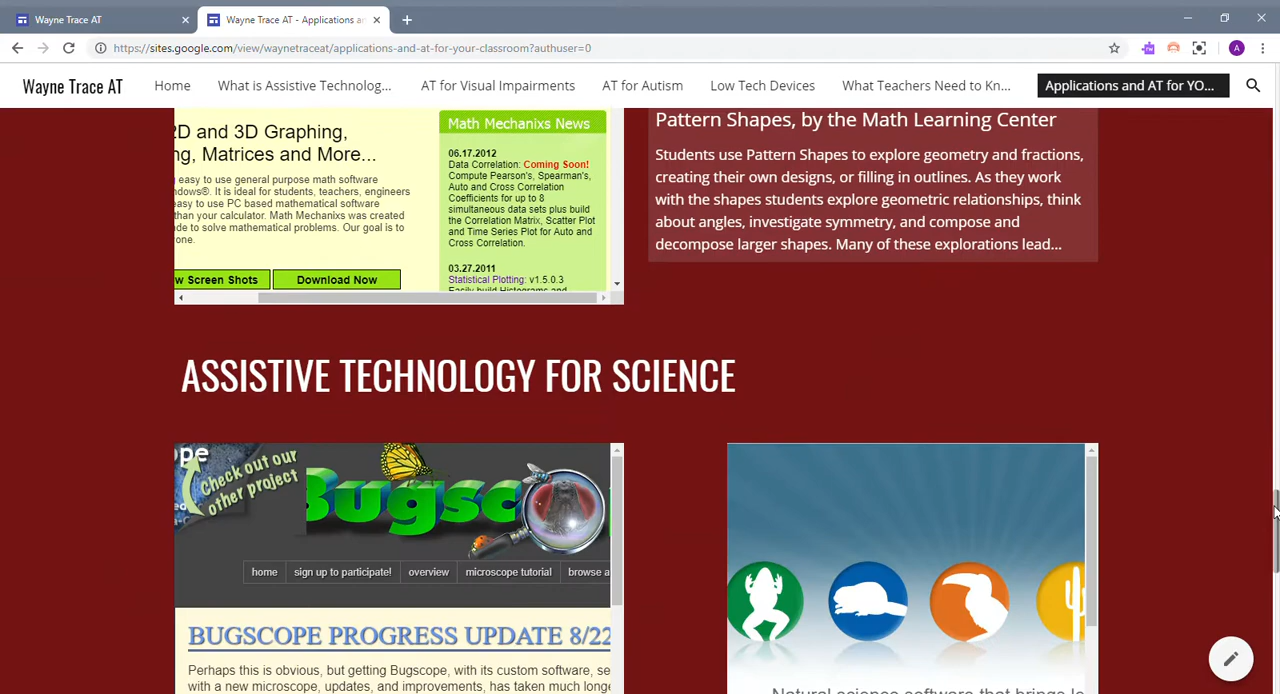 Wayne Trace AT
Wayne Trace AT - Applications an
https://sites.google.com/view/waynetraceat/applications-and-at-for-your-classroom?authuser=0
A
Wayne Trace AT
Home
What is Assistive Technolog...
AT for Visual Impairments
AT for Autism
Low Tech Devices
What Teachers Need to Kn...
Applications and AT for YO...
2D and 3D Graphing,
ng, Matrices and More...
easy to use general purpose math software
ndows®. It is ideal for students, teachers, engineers
easy to use PC based mathematical software
than your calculator. Math Mechanixs was created
de to solve mathematical problems. Our goal is to
one.
w Screen Shots
Download Now
Math Mechanixs News
06.17.2012
Data Correlation: Coming Soon!
Compute Pearson's, Spearman's,
Auto and Cross Correlation
Coefficients for up to 8
simultaneous data sets plus build
the Correlation Matrix, Scatter Plot
and Time Series Plot for Auto and
Cross Correlation.
03.27.2011
Statistical Plotting: v1.5.0.3
Easily build Histograms and
Pattern Shapes, by the Math Learning Center
Students use Pattern Shapes to explore geometry and fractions,
creating their own designs, or filling in outlines. As they work
with the shapes students explore geometric relationships, think
about angles, investigate symmetry, and compose and
decompose larger shapes. Many of these explorations lead...
ASSISTIVE TECHNOLOGY FOR SCIENCE
ope
Check out our
other project
Bugsc
home
sign up to participate!
overview
microscope tutorial
browse a
BUGSCOPE PROGRESS UPDATE 8/22
Perhaps this is obvious, but getting Bugscope, with its custom software, se
with a new microscope, updates, and improvements, has taken much longe
Natural science software that brings le